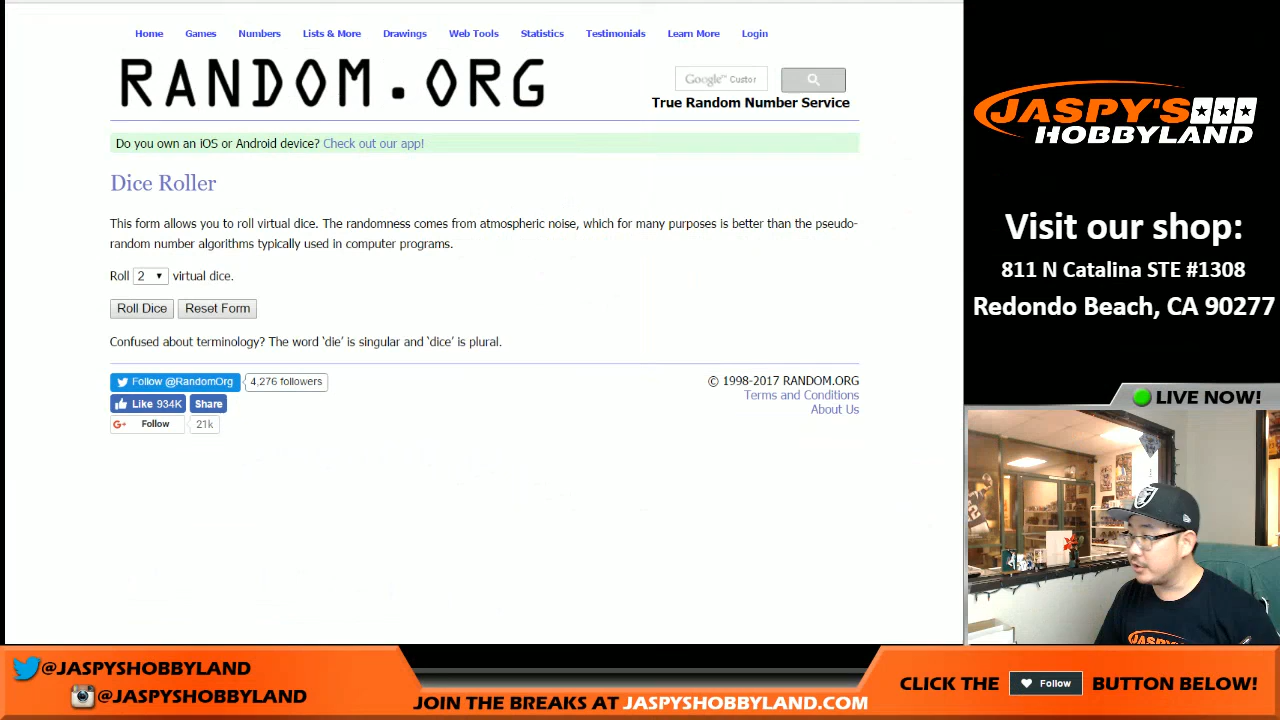 Home Games Numbers Lists & More Drawings Web Tools Statistics Testimonials Learn More Login
RANDOM.ORG
Google™ Custor
True Random Number Service
Do you own an iOS or Android device? Check out our app!
Dice Roller
This form allows you to roll virtual dice. The randomness comes from atmospheric noise, which for many purposes is better than the pseudo-
random number algorithms typically used in computer programs.
Roll 2 virtual dice.
Roll Dice Reset Form
Confused about terminology? The word ‘die’ is singular and ‘dice’ is plural.
Follow @RandomOrg 4,276 followers
Like 934K Share
G+ Follow 21k
© 1998-2017 RANDOM.ORG
Terms and Conditions
About Us
JASPY'S
HOBBYLAND
Visit our shop:
811 N Catalina STE #1308
Redondo Beach, CA 90277
LIVE NOW!
JASPY'S
@JASPYSHOBBYLAND
@JASPYSHOBBYLAND
JOIN THE BREAKS AT JASPYSHOBBYLAND.COM
CLICK THE Follow BUTTON BELOW!